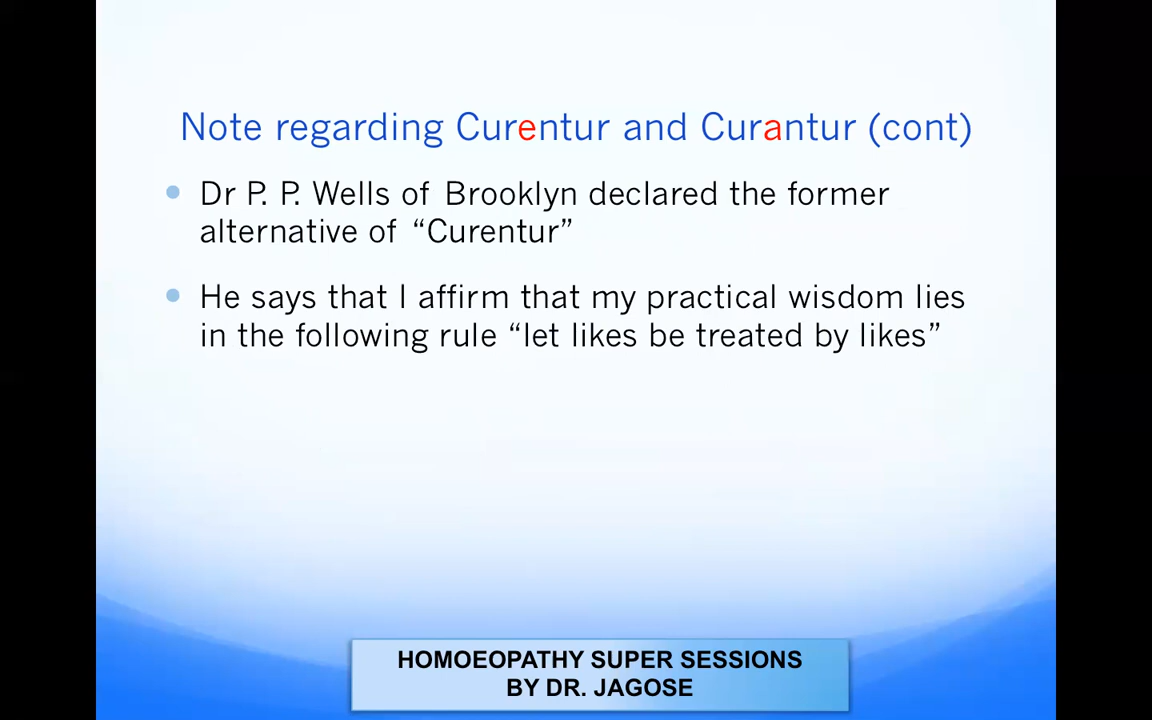 Note regarding Curentur and Curantur (cont)
Dr P. P. Wells of Brooklyn declared the former
alternative of “Curentur”
He says that I affirm that my practical wisdom lies
in the following rule “let likes be treated by likes”
HOMOEOPATHY SUPER SESSIONS
BY DR. JAGOSE